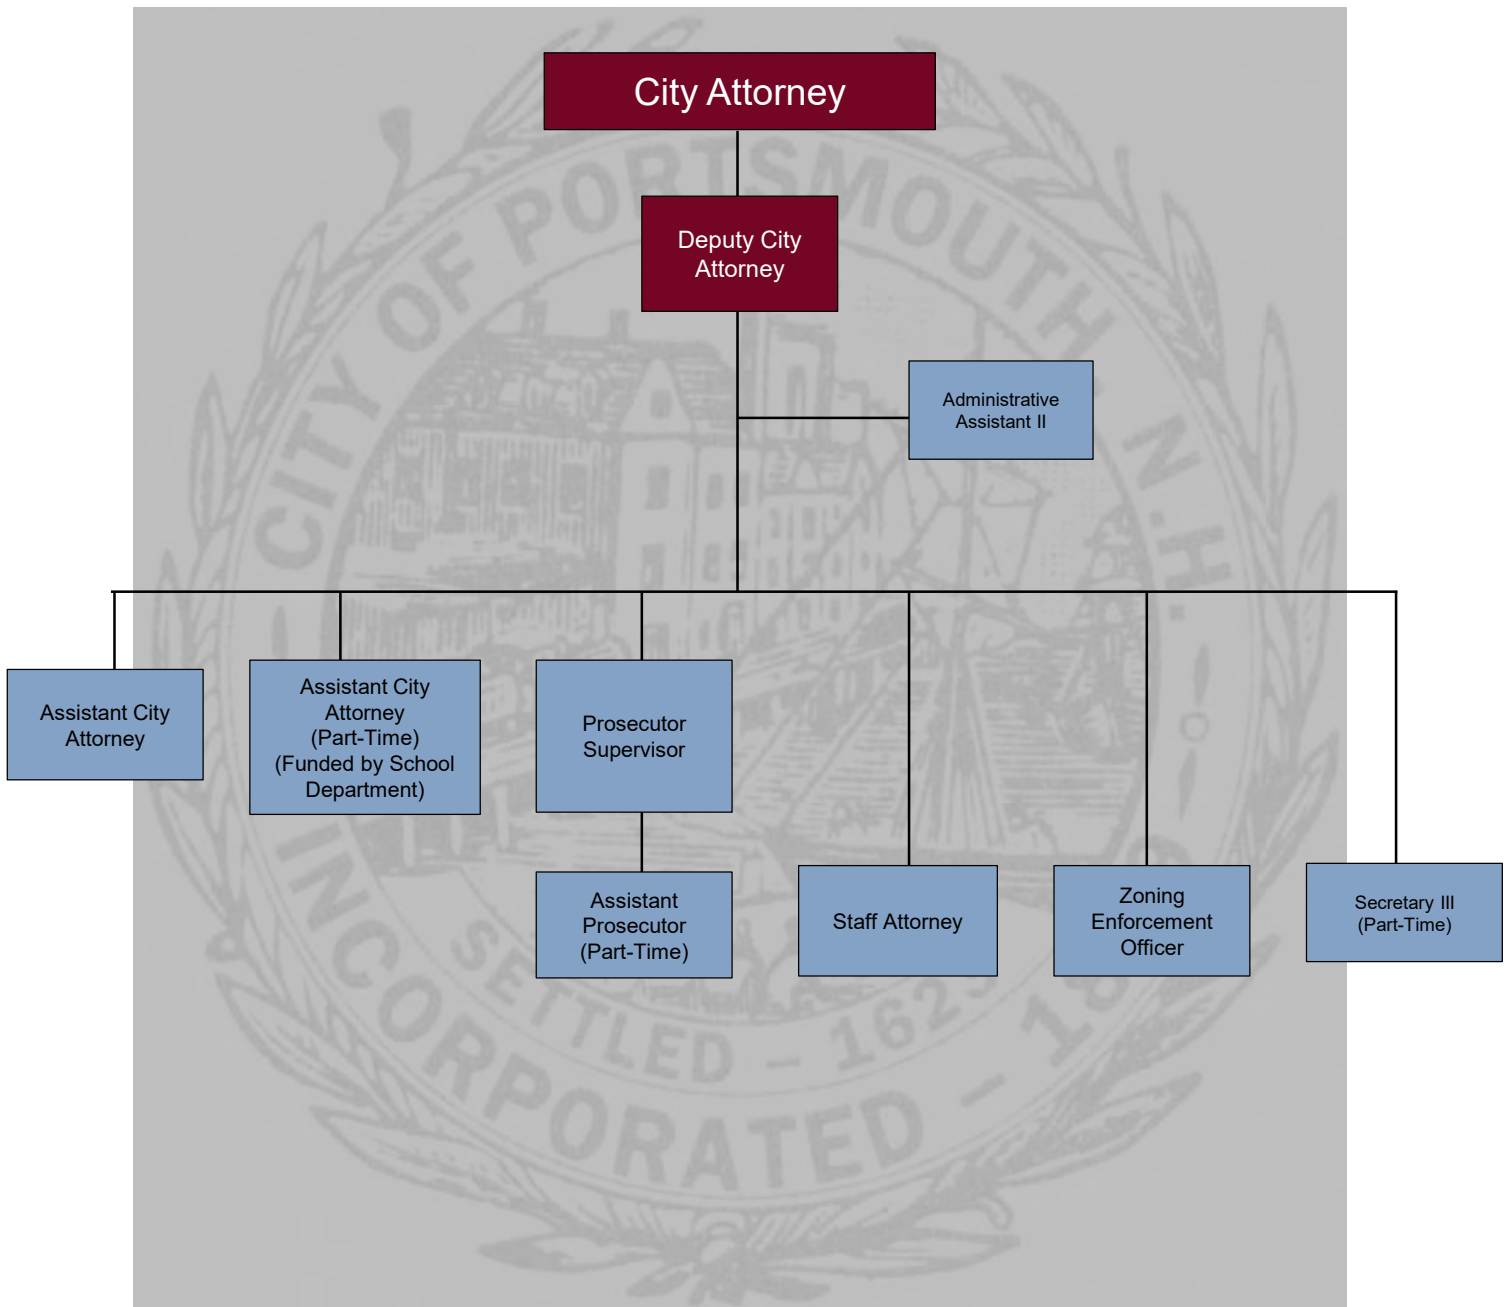 City Attorney
Deputy City
Attorney
Administrative
Assistant II
Assistant City
Attorney
Assistant City
Attorney
(Part-Time)
(Funded by School
Department)
Prosecutor
Supervisor
Assistant
Prosecutor
(Part-Time)
Staff Attorney
Zoning
Enforcement
Officer
Secretary III
(Part-Time)
CITY OF PORTSMOUTH, N.H.
SETTLED – 1623
INCORPORATED – 18